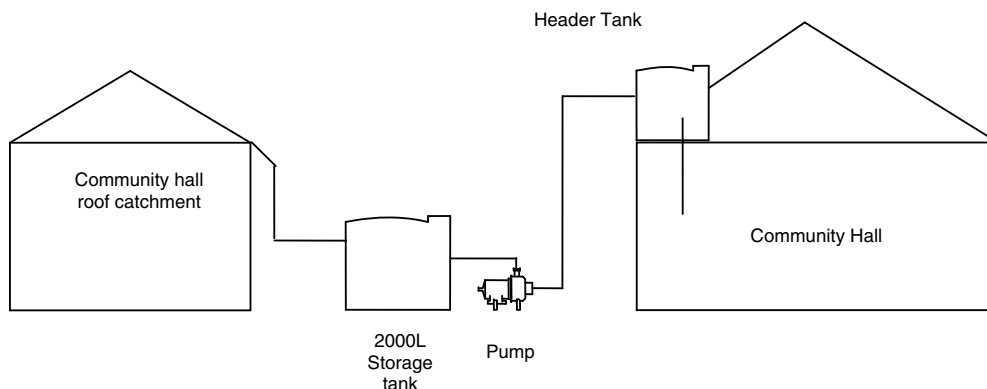 Header Tank
Community hall
roof catchment
Community Hall
2000L
Storage
tank
Pump